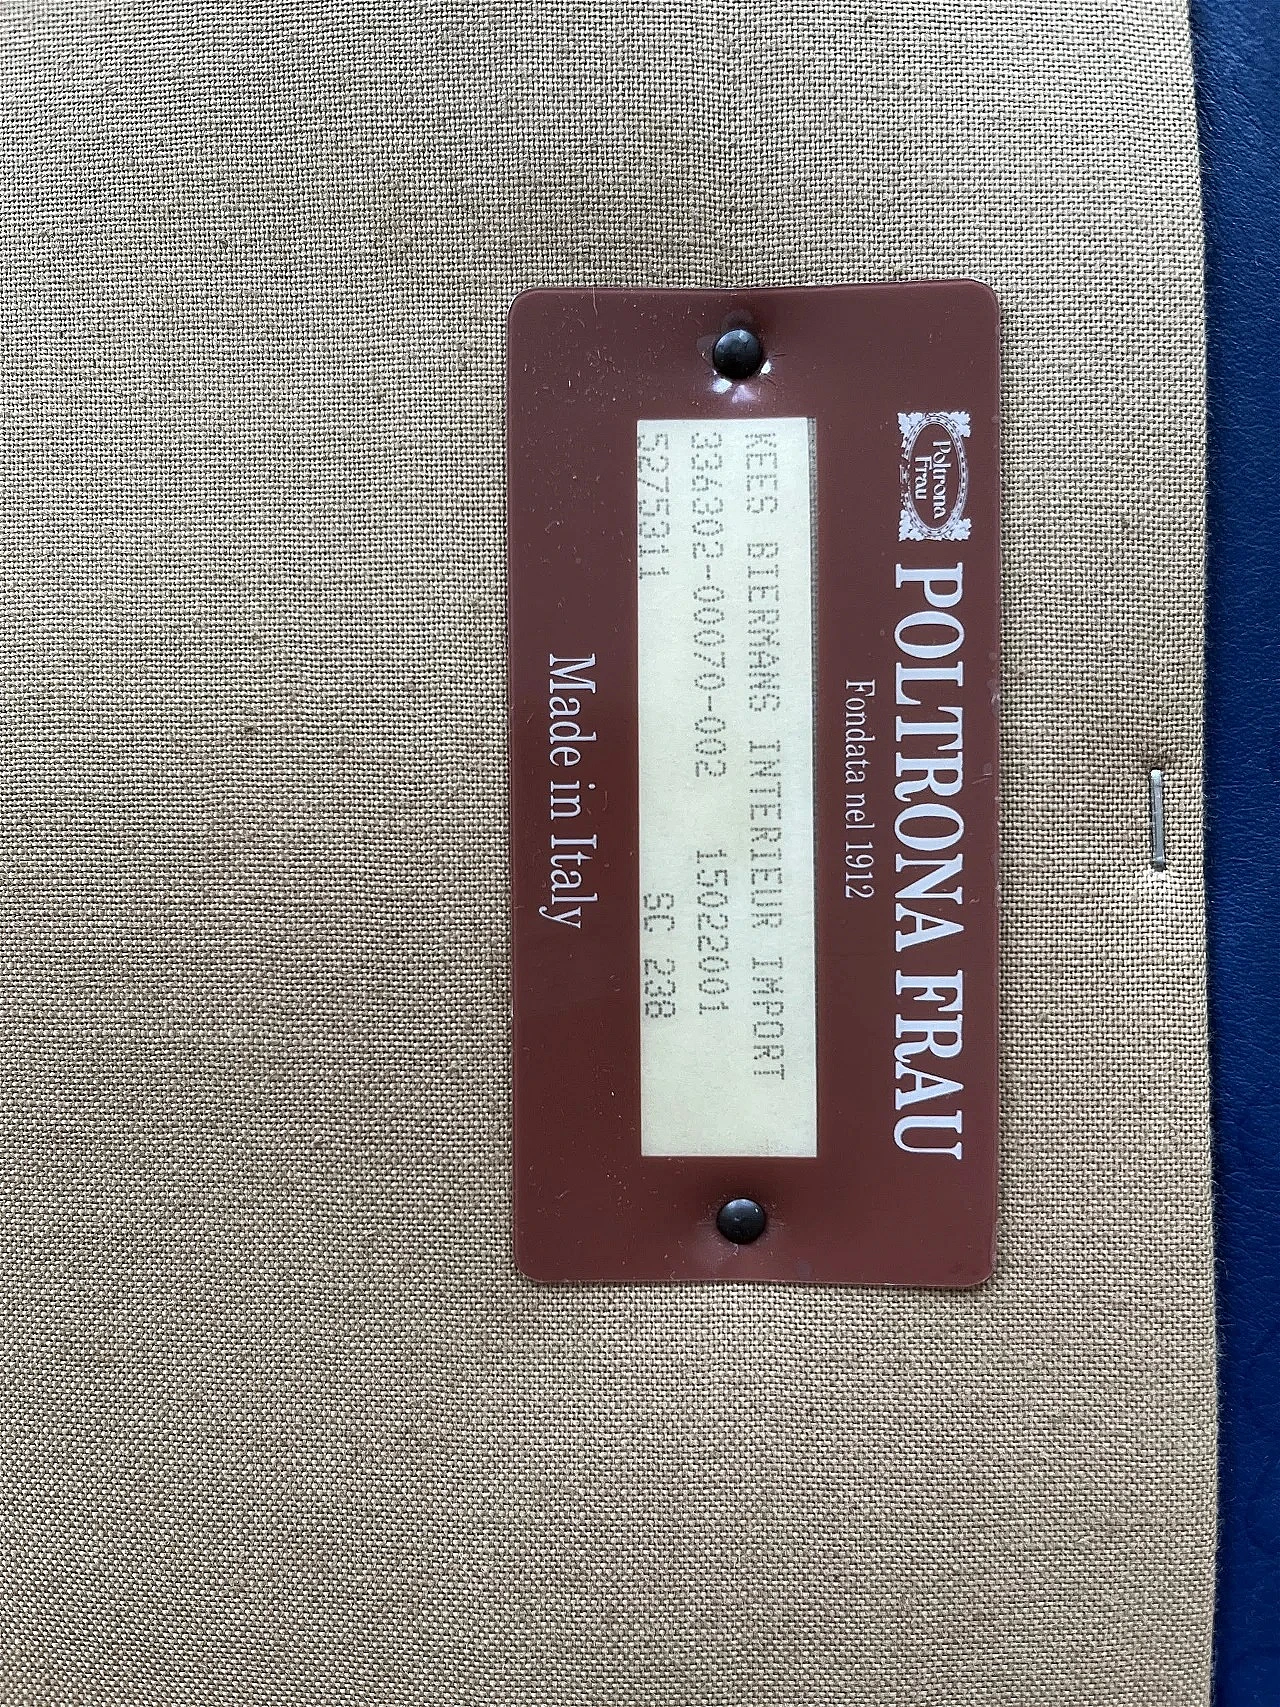 Poltrona
Frau
POLTRONA FRAU
Fondata nel 1912
KEES BIERMANS INTERIEUR IMPORT
336302-0070-002 15022001
5275311 SC 238
Made in Italy